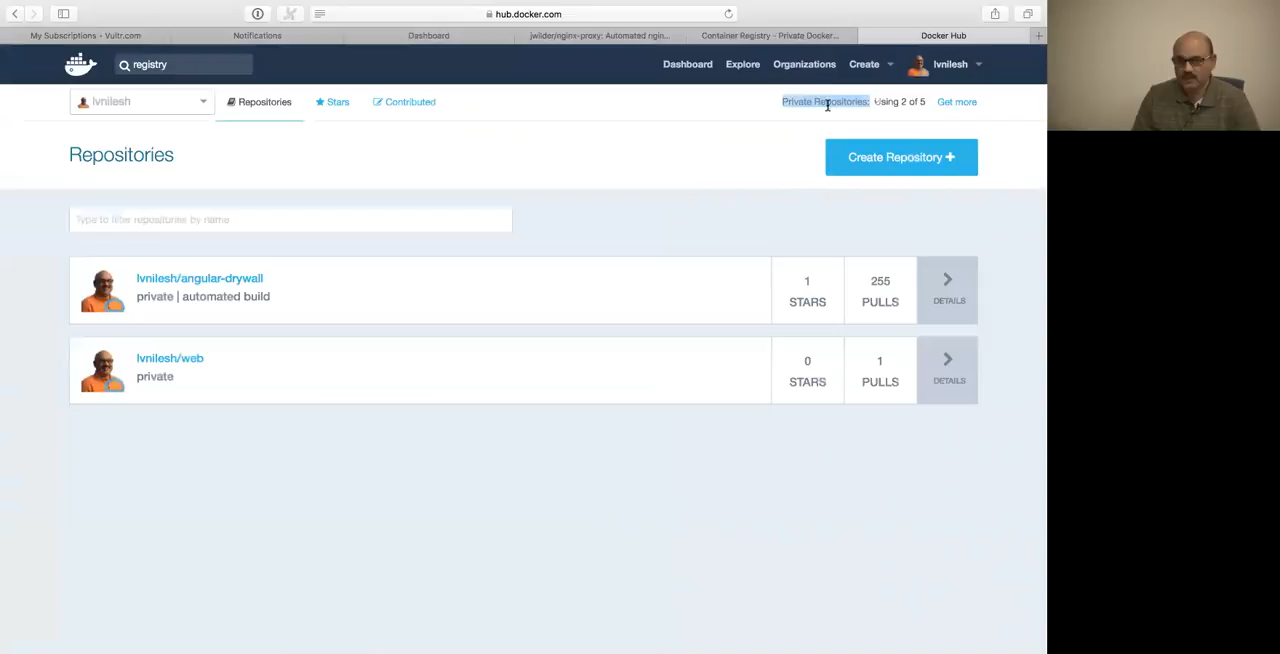 hub.docker.com
My Subscriptions - Vultr.com
Notifications
Dashboard
jwilder/nginx-proxy: Automated ngin...
Container Registry - Private Docker...
Docker Hub
registry
Dashboard
Explore
Organizations
Create
lvnilesh
lvnilesh
Repositories
Stars
Contributed
Private Repositories: Using 2 of 5
Get more
Repositories
Create Repository +
Type to filter repositories by name
lvnilesh/angular-drywall
private | automated build
1
STARS
255
PULLS
DETAILS
lvnilesh/web
private
0
STARS
1
PULLS
DETAILS